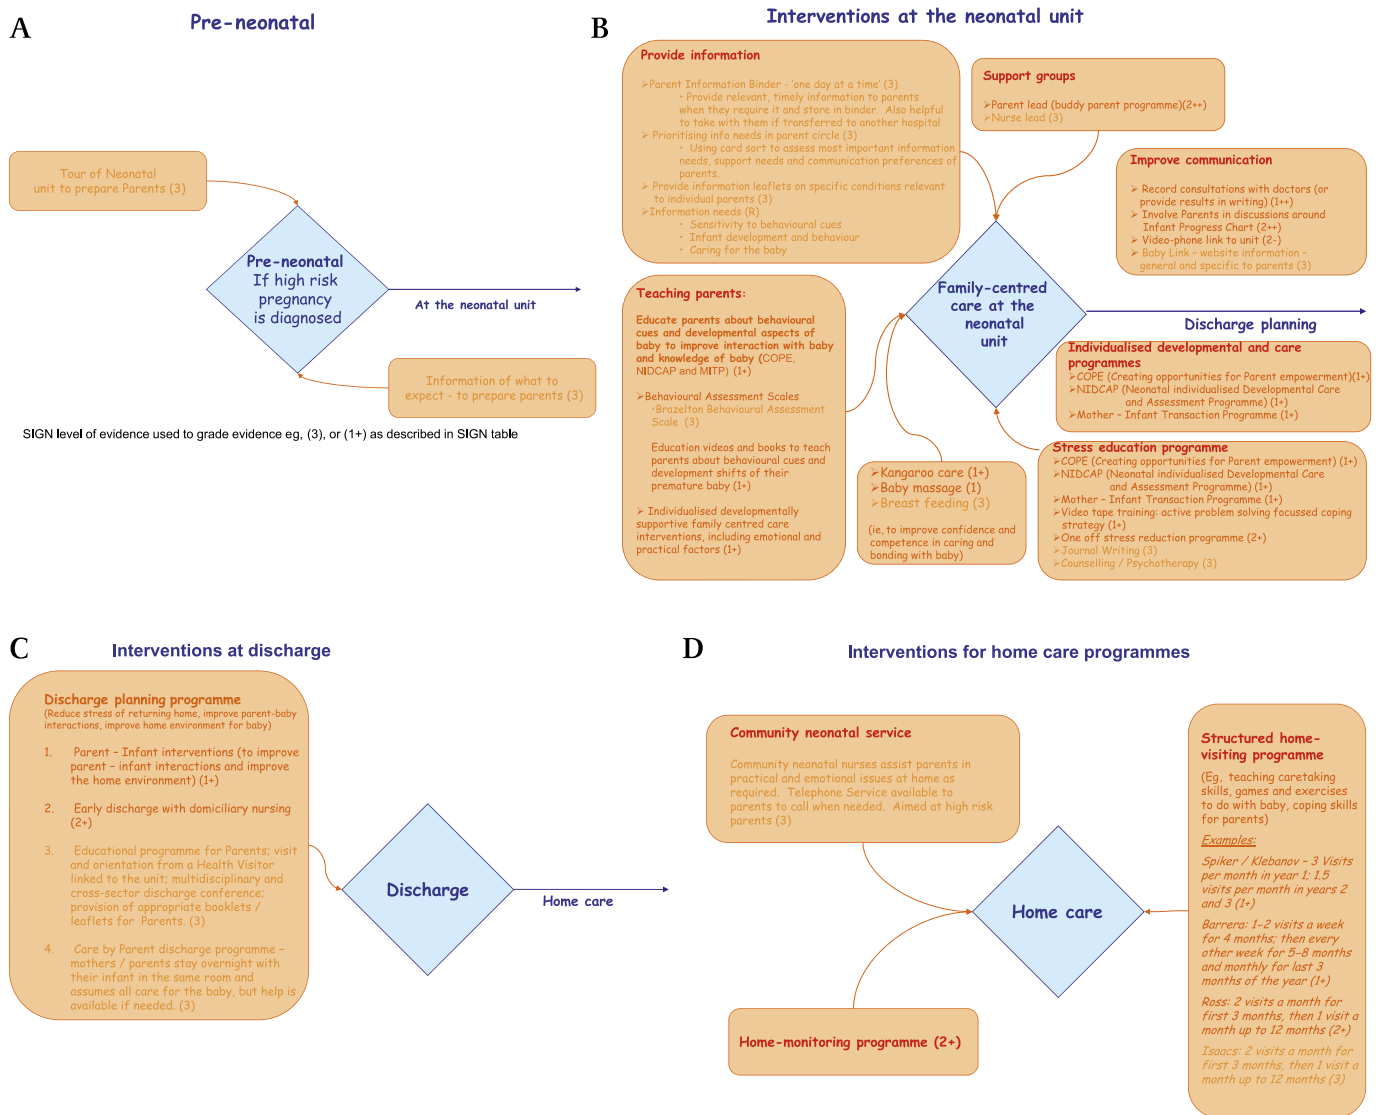 A
Pre-neonatal
Tour of Neonatal
unit to prepare Parents (3)
Pre-neonatal
If high risk
pregnancy
is diagnosed
At the neonatal unit
Information of what to
expect - to prepare parents (3)
SIGN level of evidence used to grade evidence eg, (3), or (1+) as described in SIGN table
B
Interventions at the neonatal unit
Provide information
➢Parent Information Binder - 'one day at a time' (3)
• Provide relevant, timely information to parents
when they require it and store in binder. Also helpful
to take with them if transferred to another hospital
➢ Prioritising info needs in parent circle (3)
• Using card sort to assess most important information
needs, support needs and communication preferences of
parents.
➢ Provide information leaflets on specific conditions relevant
to individual parents (3)
➢Information needs (R)
• Sensitivity to behavioural cues
• Infant development and behaviour
• Caring for the baby
Support groups
➢Parent lead (buddy parent programme)(2++)
➢Nurse lead (3)
Improve communication
➢ Record consultations with doctors (or
provide results in writing) (1++)
➢ Involve Parents in discussions around
Infant Progress Chart (2++)
➢ Video-phone link to unit (2-)
➢ Baby Link – website information –
general and specific to parents (3)
Teaching parents:
Educate parents about behavioural
cues and developmental aspects of
baby to improve interaction with baby
and knowledge of baby (COPE,
NIDCAP and MITP) (1+)
➢Behavioural Assessment Scales
•Brazelton Behavioural Assessment
Scale (3)
Education videos and books to teach
parents about behavioural cues and
development shifts of their
premature baby (1+)
➢ Individualised developmentally
supportive family centred care
interventions, including emotional and
practical factors (1+)
Family-centred
care at the
neonatal
unit
Discharge planning
Individualised developmental and care
programmes
➢COPE (Creating opportunities for Parent empowerment)(1+)
➢NIDCAP (Neonatal individualised Developmental Care
and Assessment Programme) (1+)
➢Mother – Infant Transaction Programme (1+)
➢Kangaroo care (1+)
➢Baby massage (1)
➢Breast feeding (3)
(ie, to improve confidence and
competence in caring and
bonding with baby)
Stress education programme
➢COPE (Creating opportunities for Parent empowerment) (1+)
➢NIDCAP (Neonatal individualised Developmental Care
and Assessment Programme) (1+)
➢Mother – Infant Transaction Programme (1+)
➢Video tape training: active problem solving focussed coping
strategy (1+)
➢One off stress reduction programme (2+)
➢Journal Writing (3)
➢Counselling / Psychotherapy (3)
C
Interventions at discharge
Discharge planning programme
(Reduce stress of returning home, improve parent-baby
interactions, improve home environment for baby)
1. Parent – Infant interventions (to improve
parent – infant interactions and improve
the home environment) (1+)
2. Early discharge with domiciliary nursing
(2+)
3. Educational programme for Parents; visit
and orientation from a Health Visitor
linked to the unit; multidisciplinary and
cross-sector discharge conference;
provision of appropriate booklets /
leaflets for Parents. (3)
4. Care by Parent discharge programme –
mothers / parents stay overnight with
their infant in the same room and
assumes all care for the baby, but help is
available if needed. (3)
Discharge
Home care
D
Interventions for home care programmes
Community neonatal service
Community neonatal nurses assist parents in
practical and emotional issues at home as
required. Telephone Service available to
parents to call when needed. Aimed at high risk
parents (3)
Home care
Home-monitoring programme (2+)
Structured home-
visiting programme
(Eg, teaching caretaking
skills, games and exercises
to do with baby, coping skills
for parents)
Examples:
Spiker / Klebanov – 3 Visits
per month in year 1; 1.5
visits per month in years 2
and 3 (1+)
Barrera: 1–2 visits a week
for 4 months; then every
other week for 5–8 months
and monthly for last 3
months of the year (1+)
Ross: 2 visits a month for
first 3 months, then 1 visit a
month up to 12 months (2+)
Isaacs: 2 visits a month for
first 3 months, then 1 visit a
month up to 12 months (3)